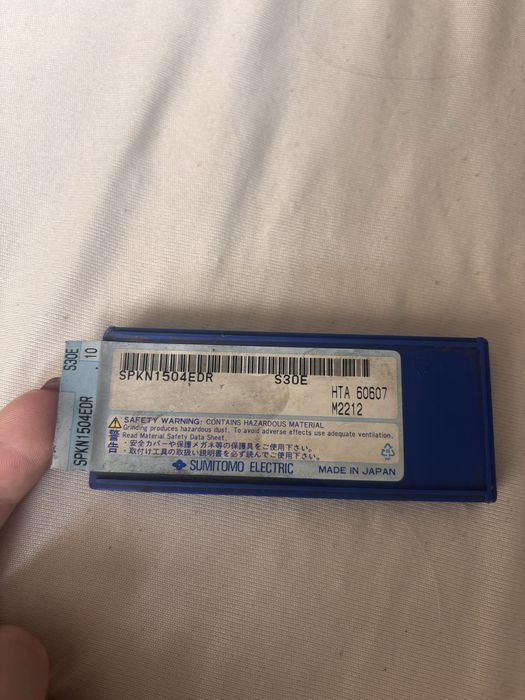 S30E
.10
SPKN1504EDR
SPKN1504EDR S30E
HTA 60607
M2212
警告
SAFETY WARNING: CONTAINS HAZARDOUS MATERIAL
Grinding produces hazardous dust. To avoid adverse effects use adequate ventilation.
Read Material Safety Data Sheet.
・安全カバーや保護メガネ等の保護具をご使用下さい。
・取付け工具の取扱い説明書を必ず読んでご使用下さい。
SUMITOMO ELECTRIC MADE IN JAPAN